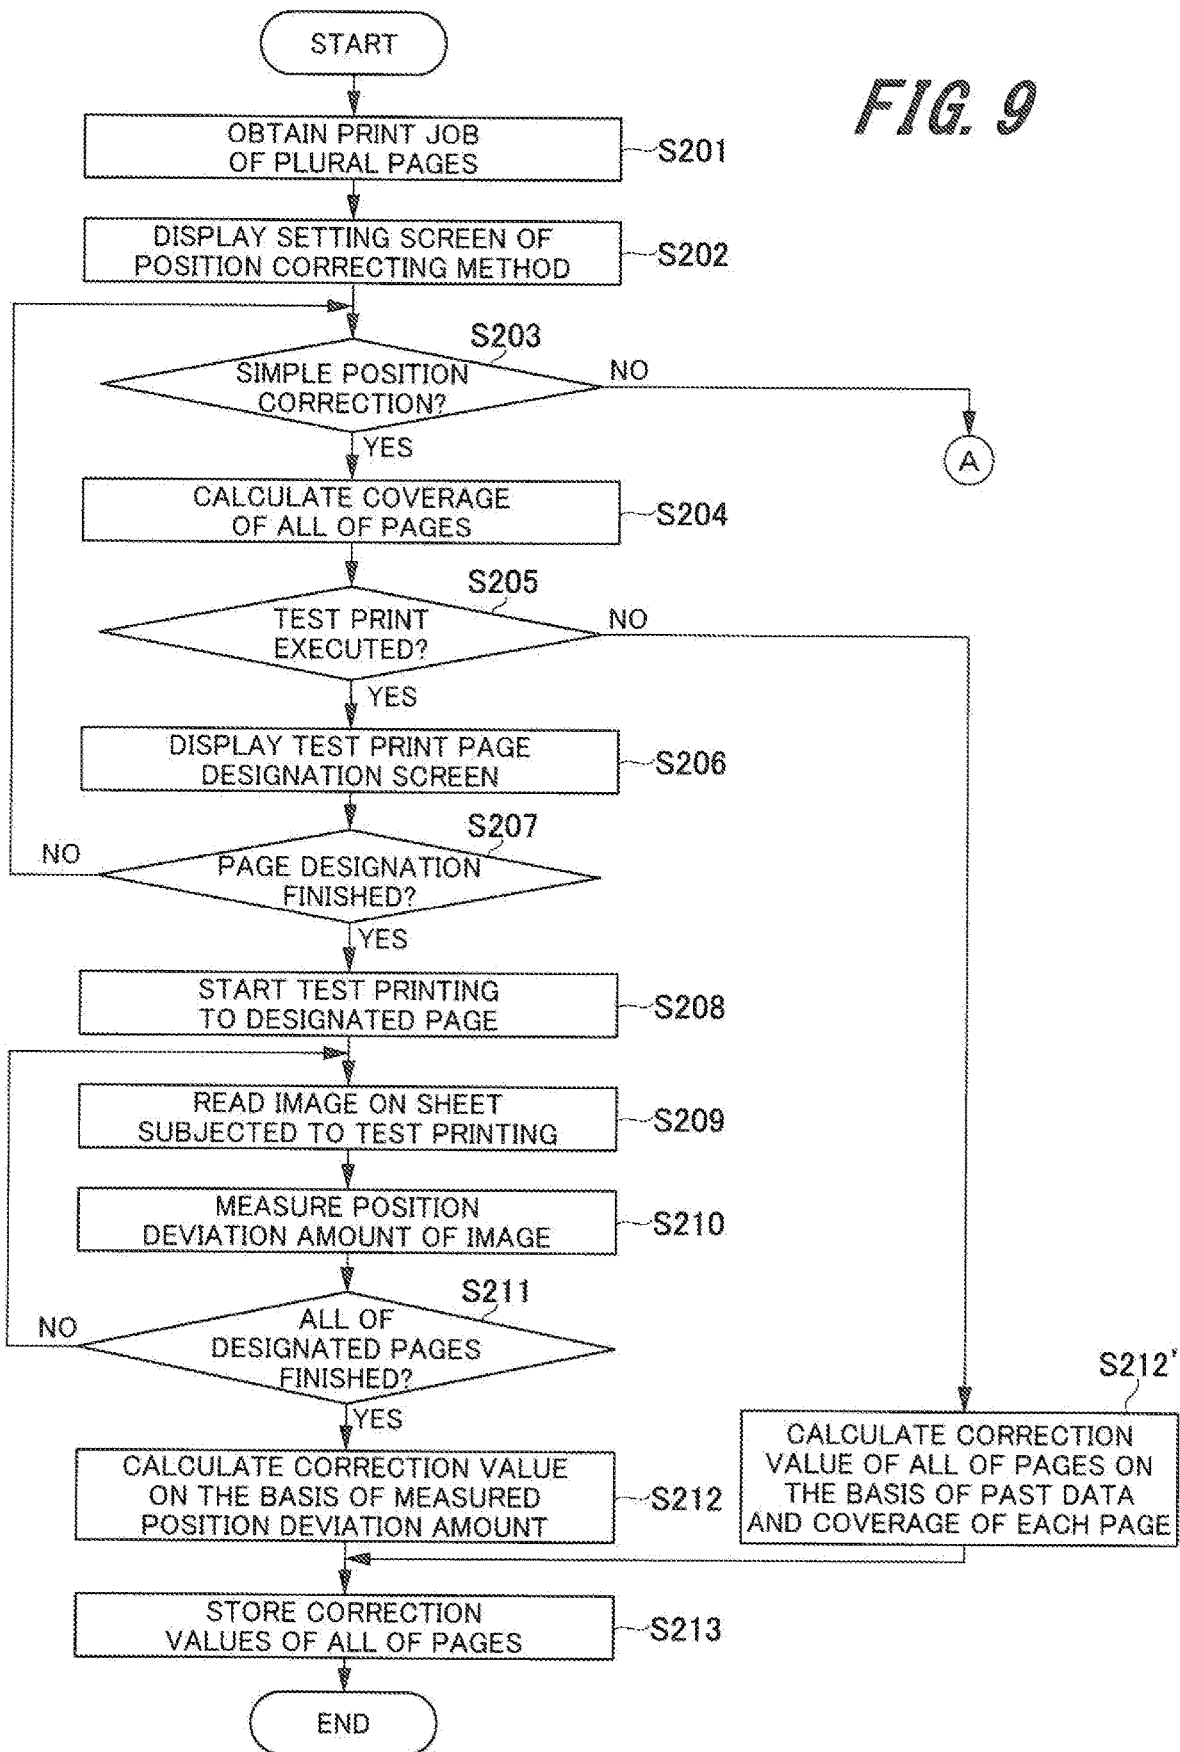 START
FIG. 9
OBTAIN PRINT JOB
OF PLURAL PAGES
S201
DISPLAY SETTING SCREEN OF
POSITION CORRECTING METHOD
S202
S203
SIMPLE POSITION
CORRECTION?
NO
YES
A
CALCULATE COVERAGE
OF ALL OF PAGES
S204
S205
TEST PRINT
EXECUTED?
NO
YES
DISPLAY TEST PRINT PAGE
DESIGNATION SCREEN
S206
S207
NO
PAGE DESIGNATION
FINISHED?
YES
START TEST PRINTING
TO DESIGNATED PAGE
S208
READ IMAGE ON SHEET
SUBJECTED TO TEST PRINTING
S209
MEASURE POSITION
DEVIATION AMOUNT OF IMAGE
S210
S211
NO
ALL OF
DESIGNATED PAGES
FINISHED?
YES
CALCULATE CORRECTION VALUE
ON THE BASIS OF MEASURED
POSITION DEVIATION AMOUNT
S212
S212'
CALCULATE CORRECTION
VALUE OF ALL OF PAGES ON
THE BASIS OF PAST DATA
AND COVERAGE OF EACH PAGE
STORE CORRECTION
VALUES OF ALL OF PAGES
S213
END